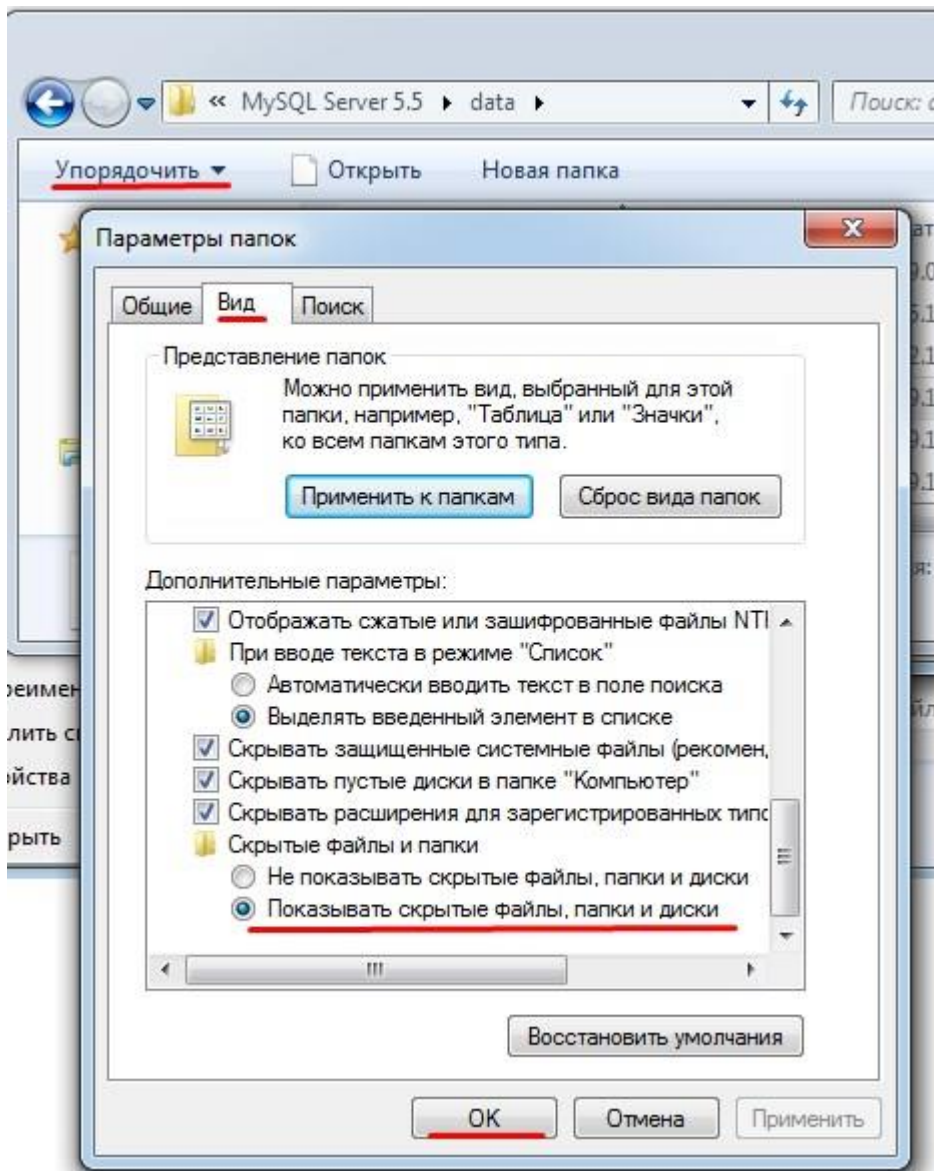 « MySQL Server 5.5 ▸ data ▸
Поиск:
Упорядочить
Открыть
Новая папка
Параметры папок
Общие
Вид
Поиск
Представление папок
Можно применить вид, выбранный для этой
папки, например, "Таблица" или "Значки",
ко всем папкам этого типа.
Применить к папкам
Сброс вида папок
Дополнительные параметры:
Отображать сжатые или зашифрованные файлы
При вводе текста в режиме "Список"
Автоматически вводить текст в поле поиска
Выделять введенный элемент в списке
Скрывать защищенные системные файлы (рекомен,
Скрывать пустые диски в папке "Компьютер"
Скрывать расширения для зарегистрированных типо
Скрытые файлы и папки
Не показывать скрытые файлы, папки и диски
Показывать скрытые файлы, папки и диски
Восстановить умолчания
OK
Отмена
Применить